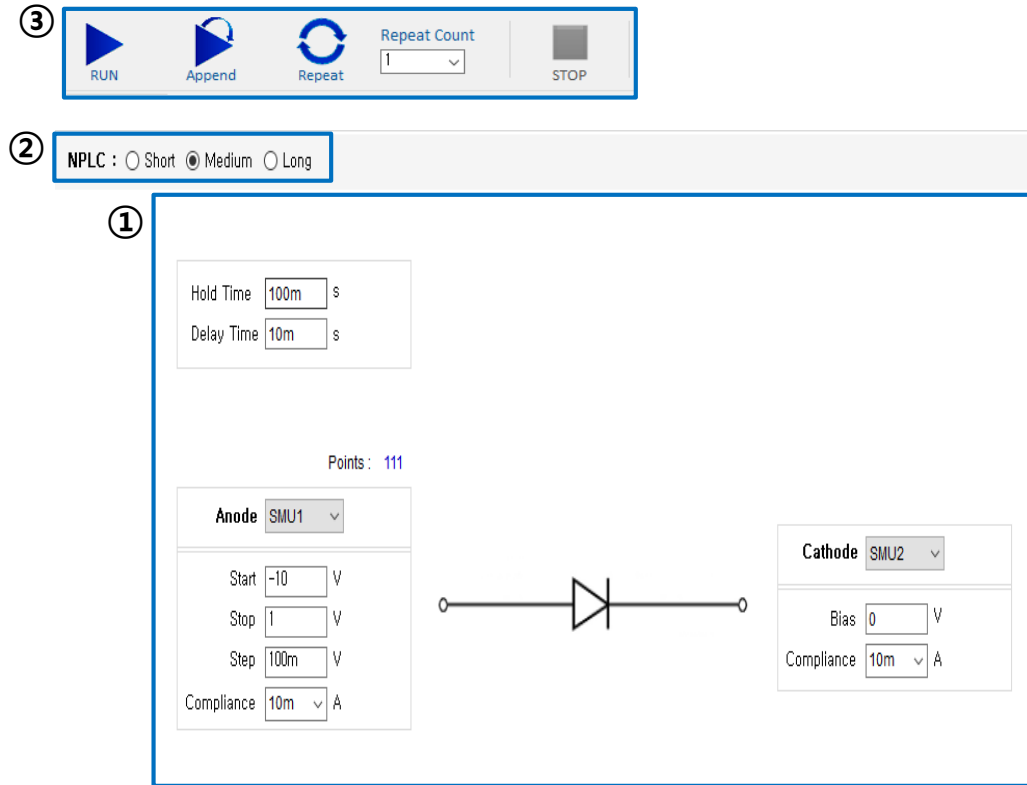 ③
Repeat Count
1
RUN
Append
Repeat
STOP
②
NPLC : Short Medium Long
①
Hold Time 100m s
Delay Time 10m s
Points : 111
Anode SMU1
Start -10 V
Stop 1 V
Step 100m V
Compliance 10m A
Cathode SMU2
Bias 0 V
Compliance 10m A